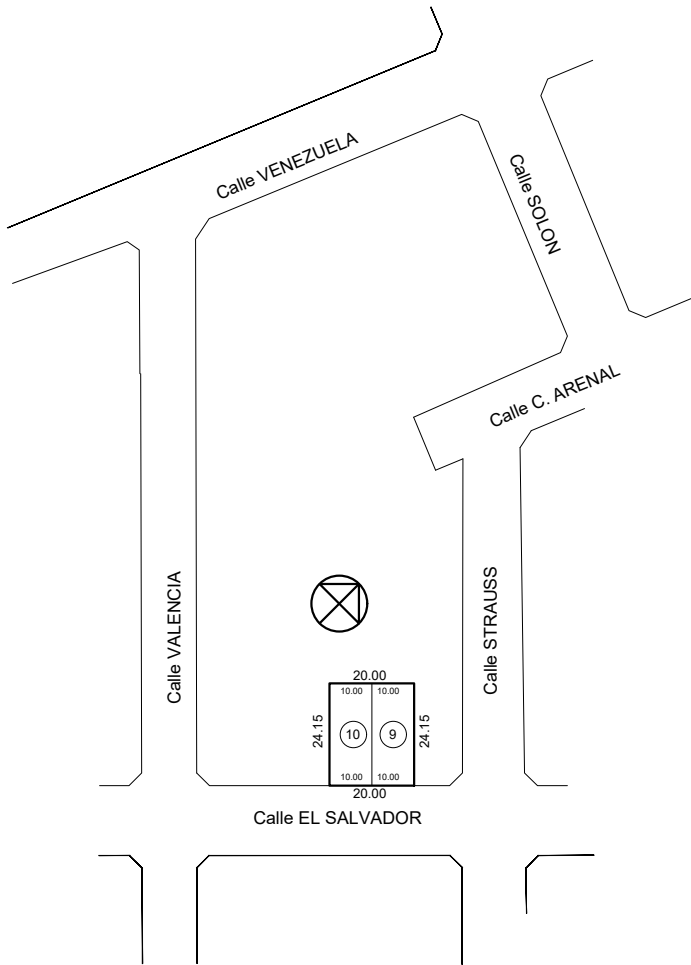 Calle VENEZUELA
Calle SOLON
Calle C. ARENAL
Calle VALENCIA
Calle STRAUSS
20.00
10.00 10.00
24.15
10
9
24.15
10.00 10.00
20.00
Calle EL SALVADOR